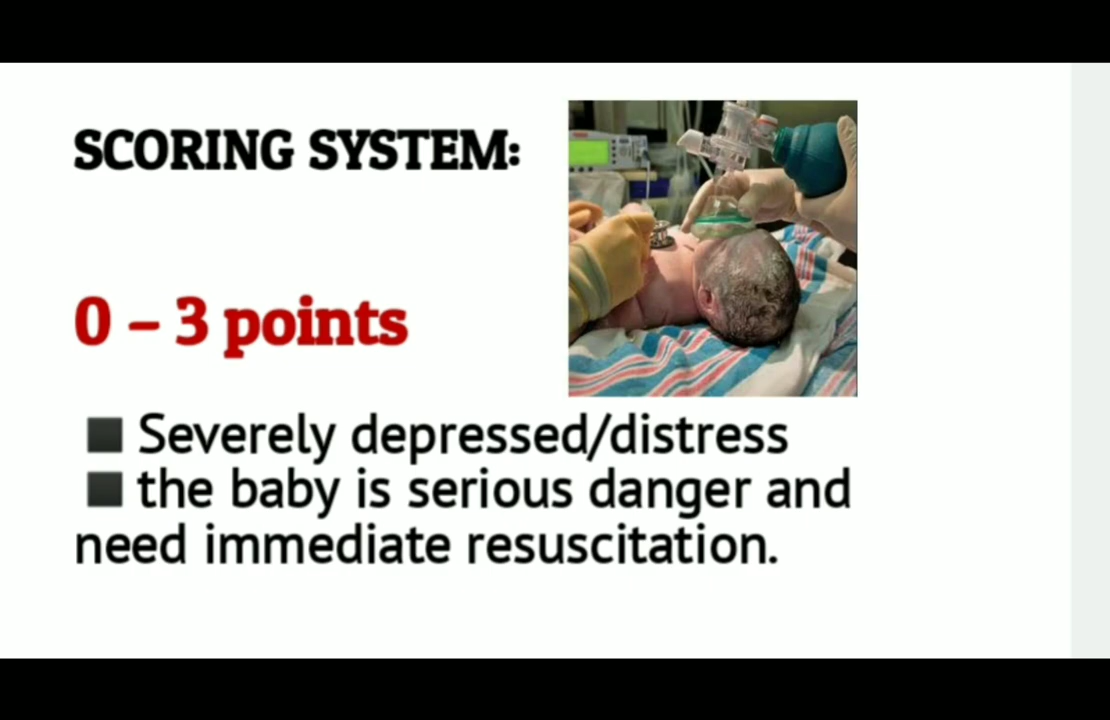 SCORING SYSTEM:
0 – 3 points
◼ Severely depressed/distress
◼ the baby is serious danger and
need immediate resuscitation.